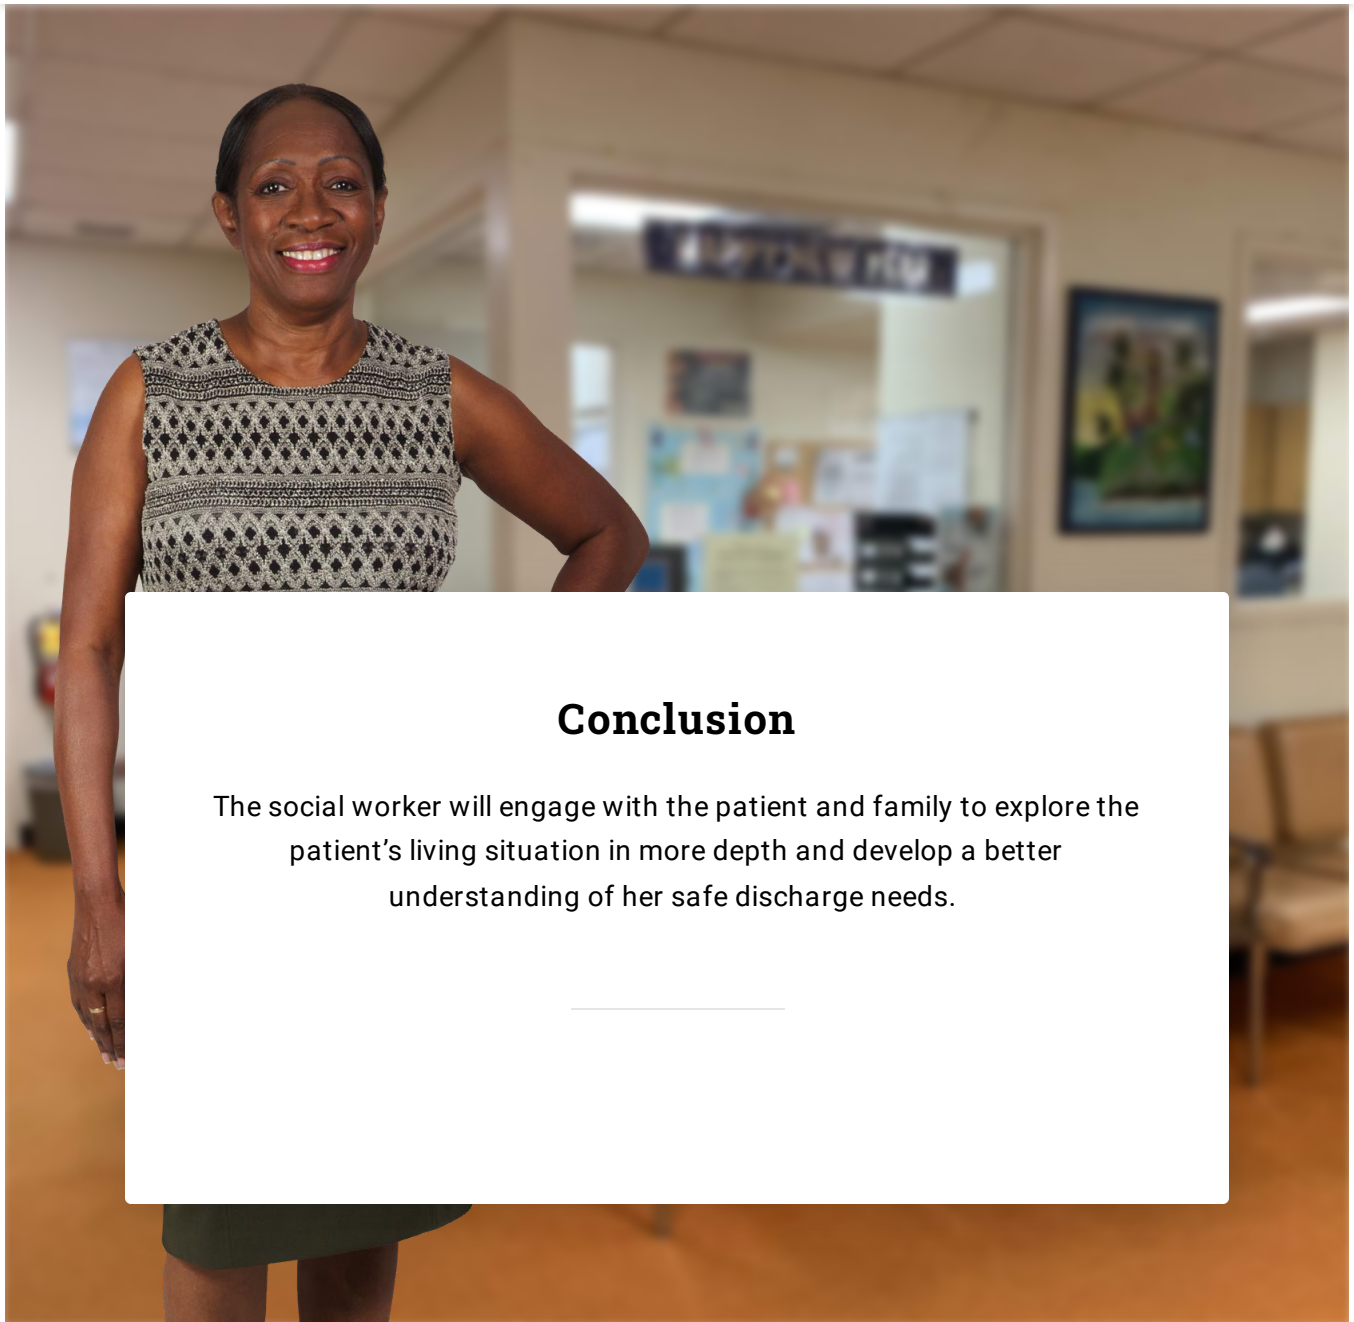 Conclusion
The social worker will engage with the patient and family to explore the
patient’s living situation in more depth and develop a better
understanding of her safe discharge needs.